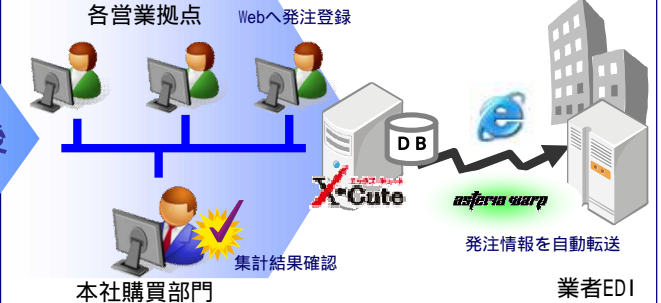 各営業拠点
Webへ発注登録
後
DB
X-Cute
asteria warp
発注情報を自動転送
集計結果確認
本社購買部門
業者EDI